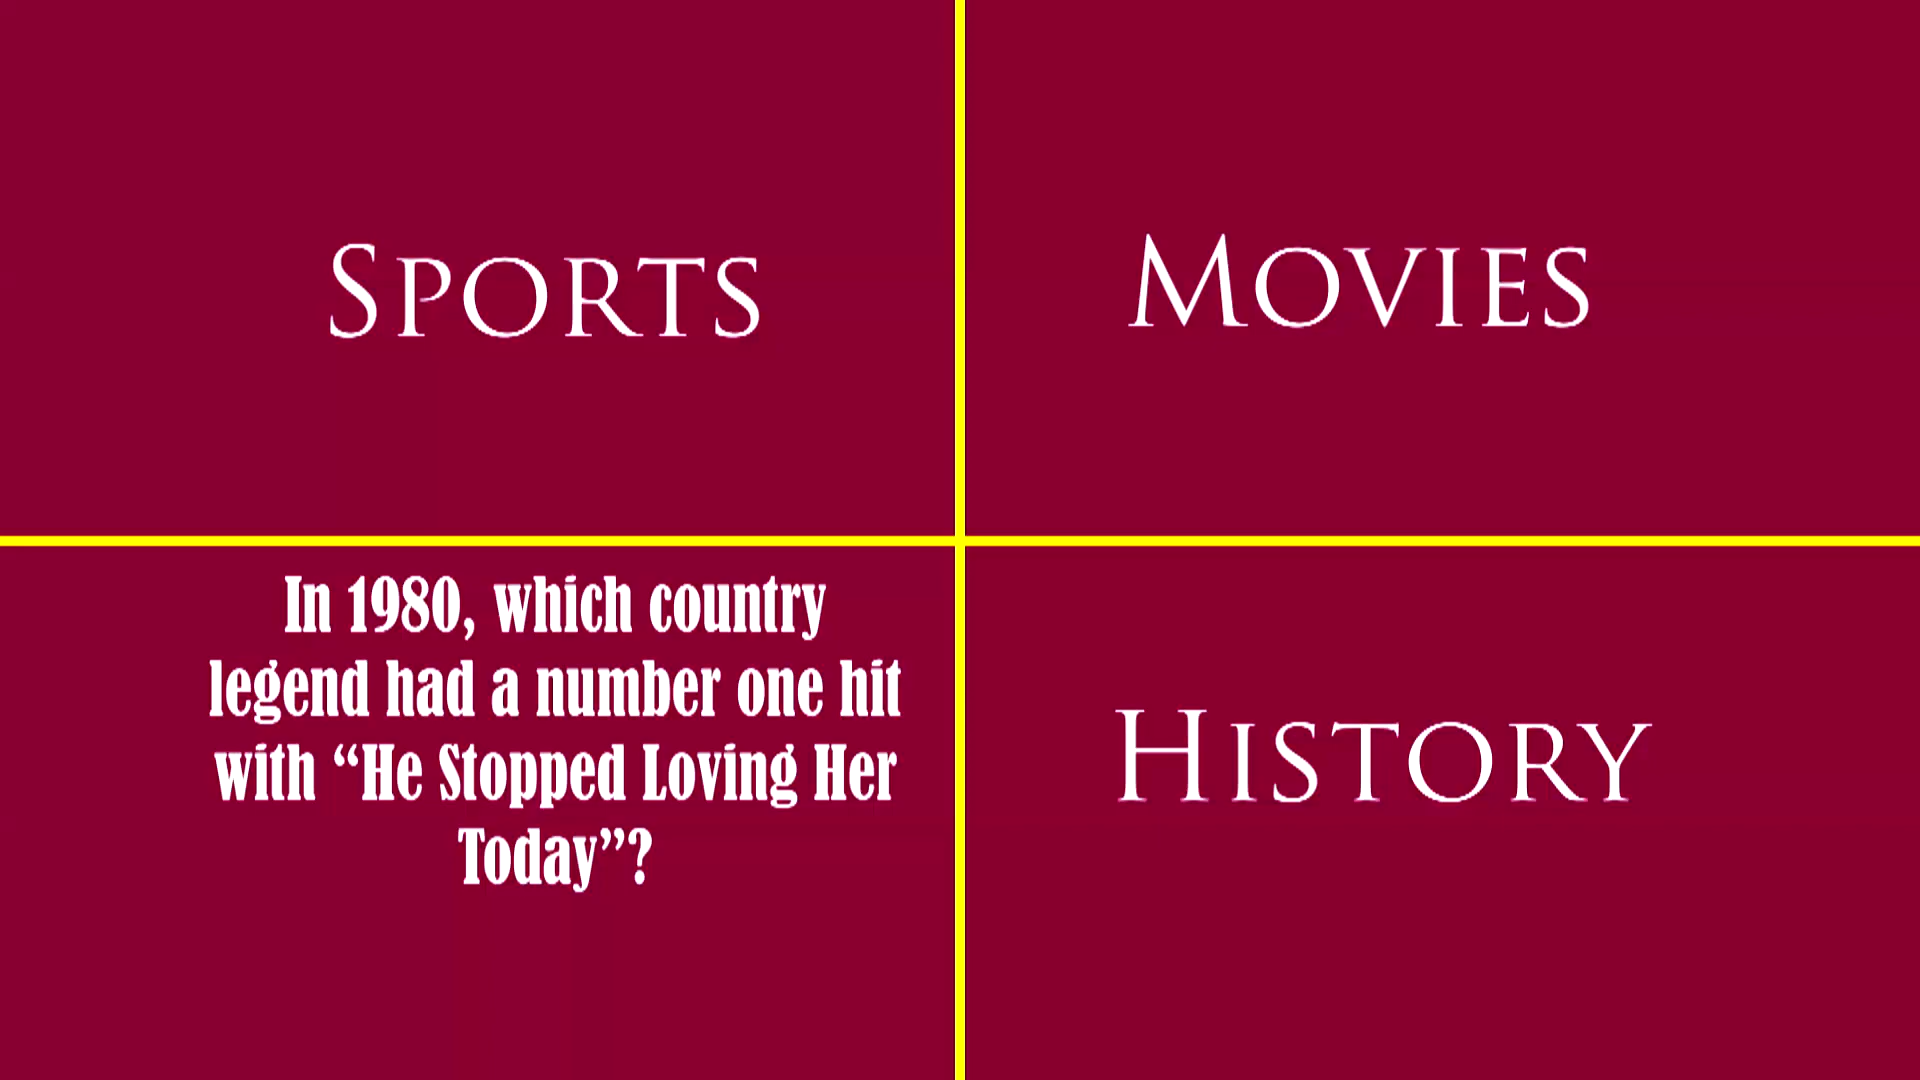 Sports
Movies
In 1980, which country
legend had a number one hit
with “He Stopped Loving Her
Today”?
History